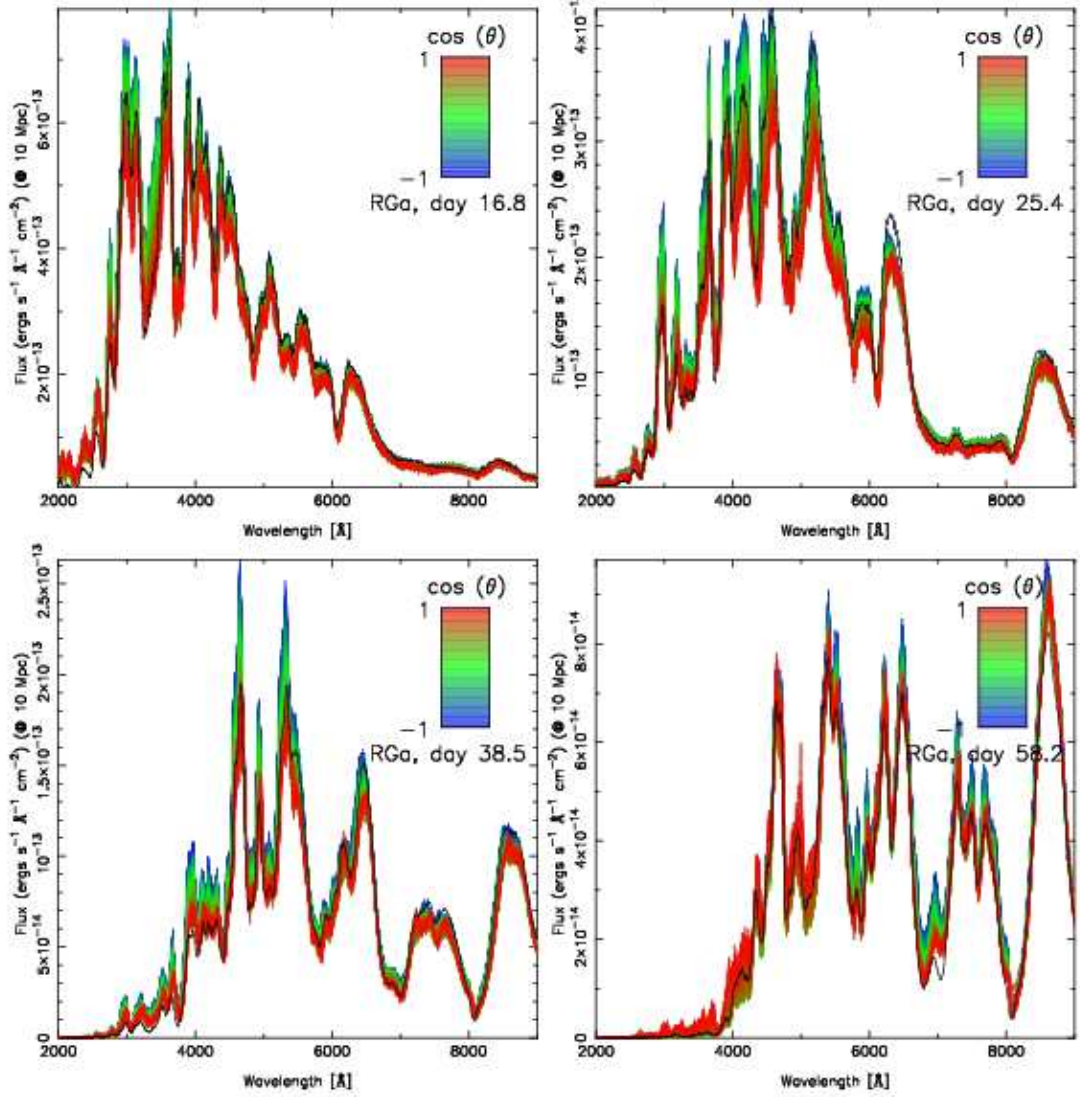 cos (θ)
1
−1
RGa, day 16.8
6×10⁻¹³
4×10⁻¹³
2×10⁻¹³
Flux (ergs s⁻¹ Å⁻¹ cm⁻²) (@ 10 Mpc)
2000 4000 6000 8000
Wavelength [Å]
cos (θ)
1
−1
RGa, day 25.4
3×10⁻¹³
2×10⁻¹³
10⁻¹³
Flux (ergs s⁻¹ Å⁻¹ cm⁻²) (@ 10 Mpc)
2000 4000 6000 8000
Wavelength [Å]
cos (θ)
1
−1
RGa, day 38.5
2.5×10⁻¹³
2×10⁻¹³
1.5×10⁻¹³
10⁻¹³
5×10⁻¹⁴
0
Flux (ergs s⁻¹ Å⁻¹ cm⁻²) (@ 10 Mpc)
2000 4000 6000 8000
Wavelength [Å]
cos (θ)
1
RGa, day 58.2
8×10⁻¹⁴
6×10⁻¹⁴
4×10⁻¹⁴
2×10⁻¹⁴
0
Flux (ergs s⁻¹ Å⁻¹ cm⁻²) (@ 10 Mpc)
2000 4000 6000 8000
Wavelength [Å]